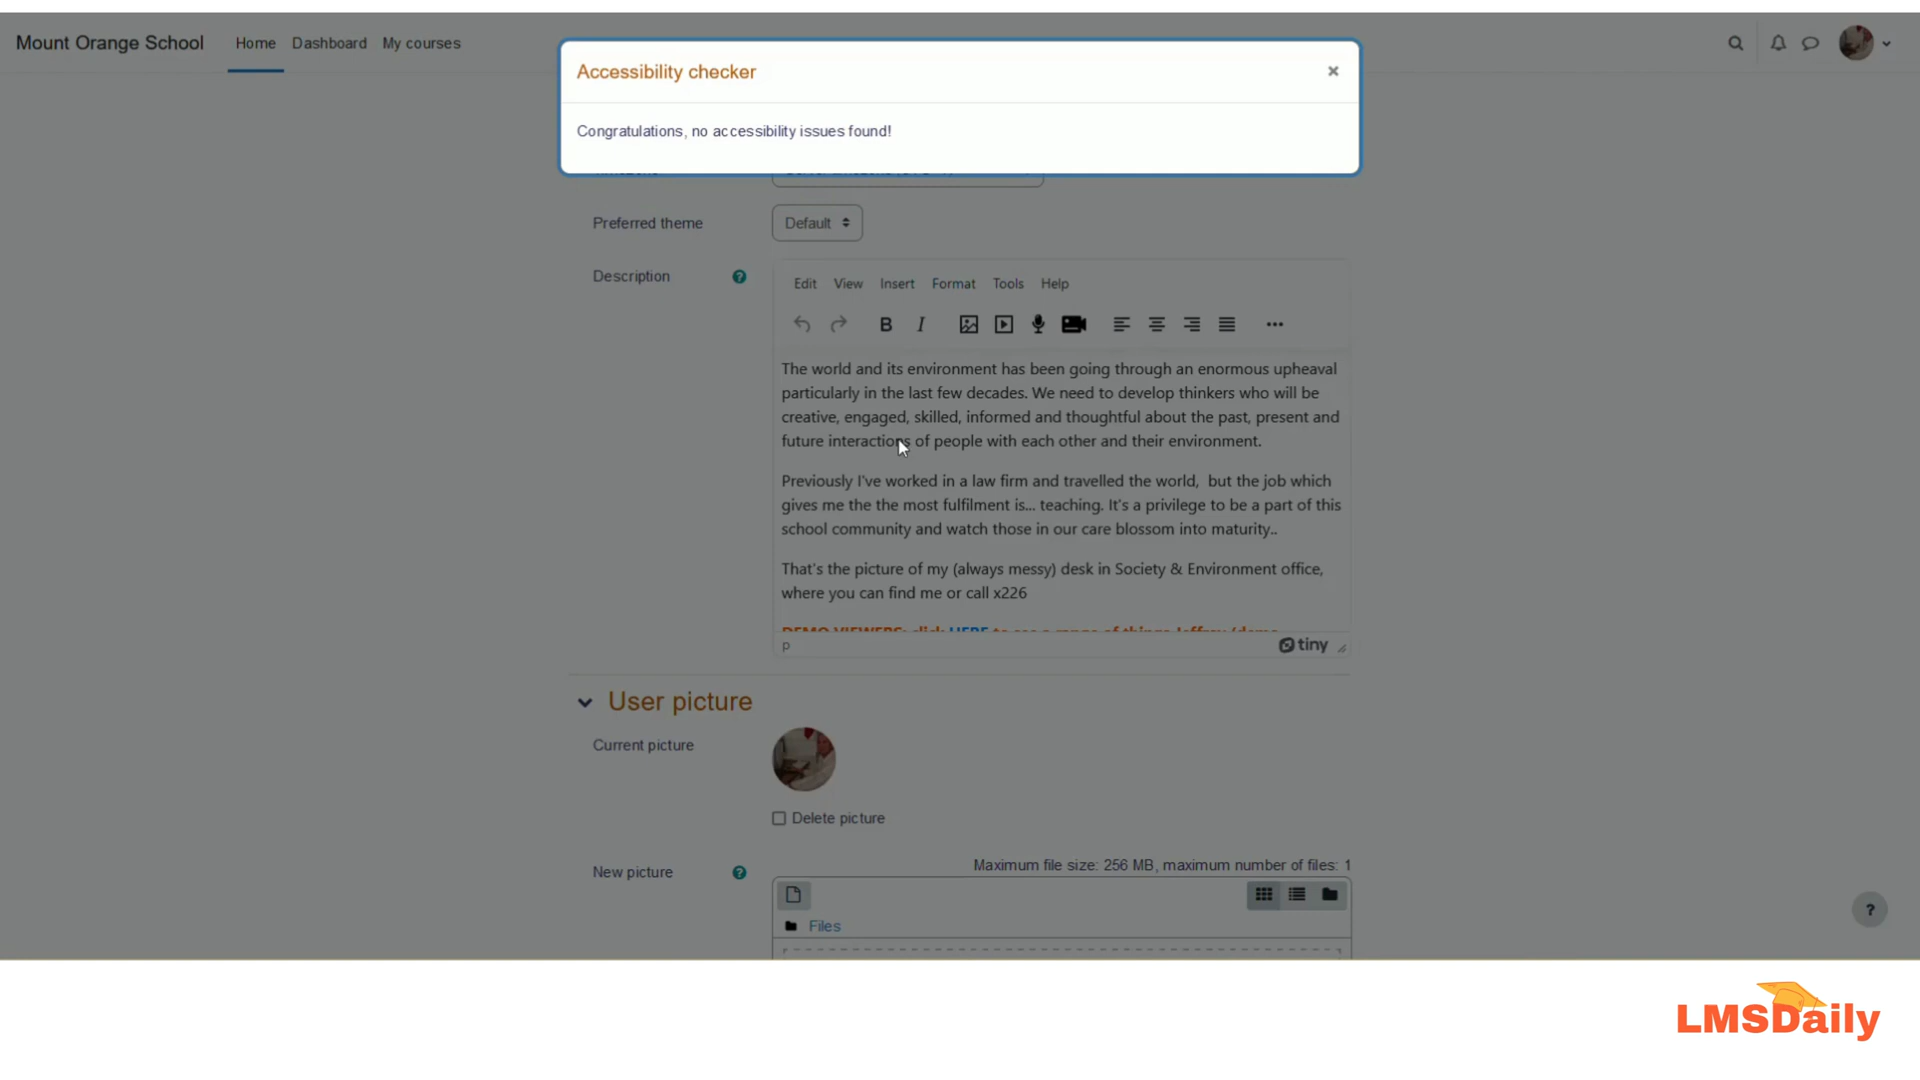 Mount Orange School
Home
Dashboard
My courses
Accessibility checker
×
Congratulations, no accessibility issues found!
Preferred theme
Default
Description
Edit
View
Insert
Format
Tools
Help
B
I
The world and its environment has been going through an enormous upheaval
particularly in the last few decades. We need to develop thinkers who will be
creative, engaged, skilled, informed and thoughtful about the past, present and
future interactions of people with each other and their environment.
Previously I've worked in a law firm and travelled the world,  but the job which
gives me the the most fulfilment is... teaching. It's a privilege to be a part of this
school community and watch those in our care blossom into maturity..
That's the picture of my (always messy) desk in Society & Environment office,
where you can find me or call x226
DEMO VIEWERS: click HERE to see a range of things Jeffrey (demo
p
tiny
User picture
Current picture
Delete picture
New picture
Maximum file size: 256 MB, maximum number of files: 1
Files
?
LMSDaily